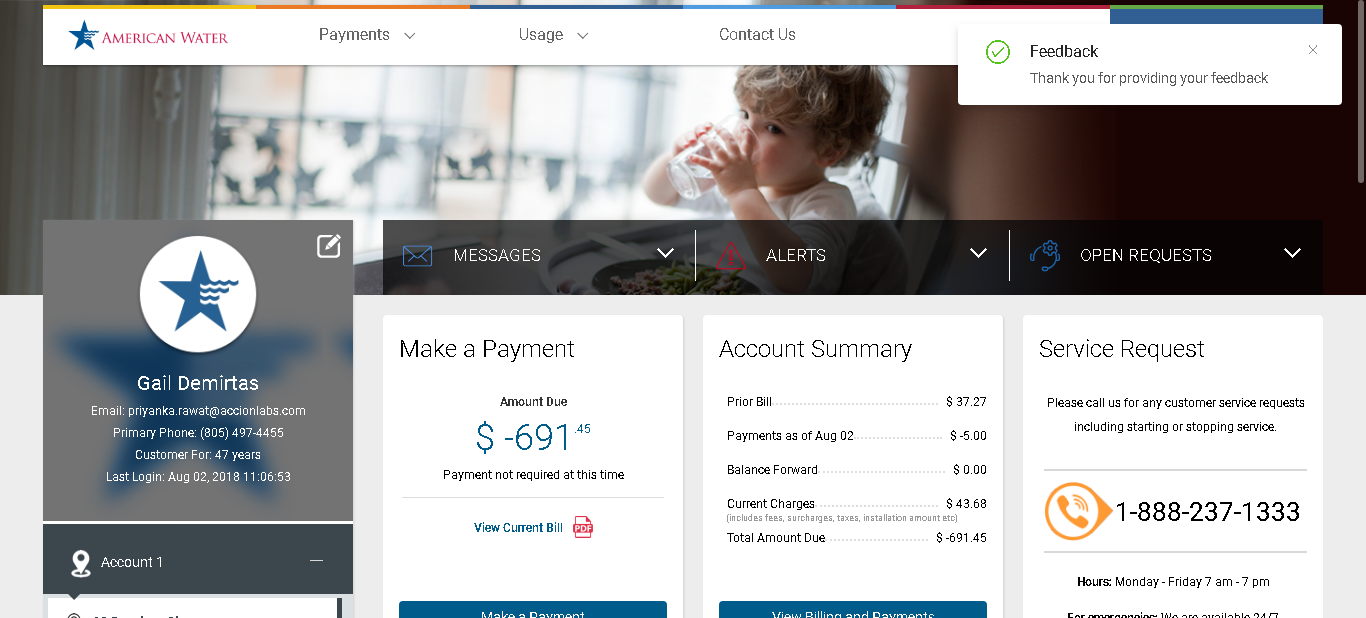 AMERICAN WATER
Payments
Usage
Contact Us
Feedback
Thank you for providing your feedback
MESSAGES
ALERTS
OPEN REQUESTS
Gail Demirtas
Email: priyanka.rawat@accionlabs.com
Primary Phone: (805) 497-4455
Customer For: 47 years
Last Login: Aug 02, 2018 11:06:53
Account 1
Make a Payment
Amount Due
$ -691.45
Payment not required at this time
View Current Bill PDF
Make a Payment
Account Summary
Prior Bill $ 37.27
Payments as of Aug 02 $ -5.00
Balance Forward $ 0.00
Current Charges $ 43.68
(includes fees, surcharges, taxes, installation amount etc)
Total Amount Due $ -691.45
View Billing and Payments
Service Request
Please call us for any customer service requests
including starting or stopping service.
1-888-237-1333
Hours: Monday - Friday 7 am - 7 pm
For emergencies: We are available 24/7